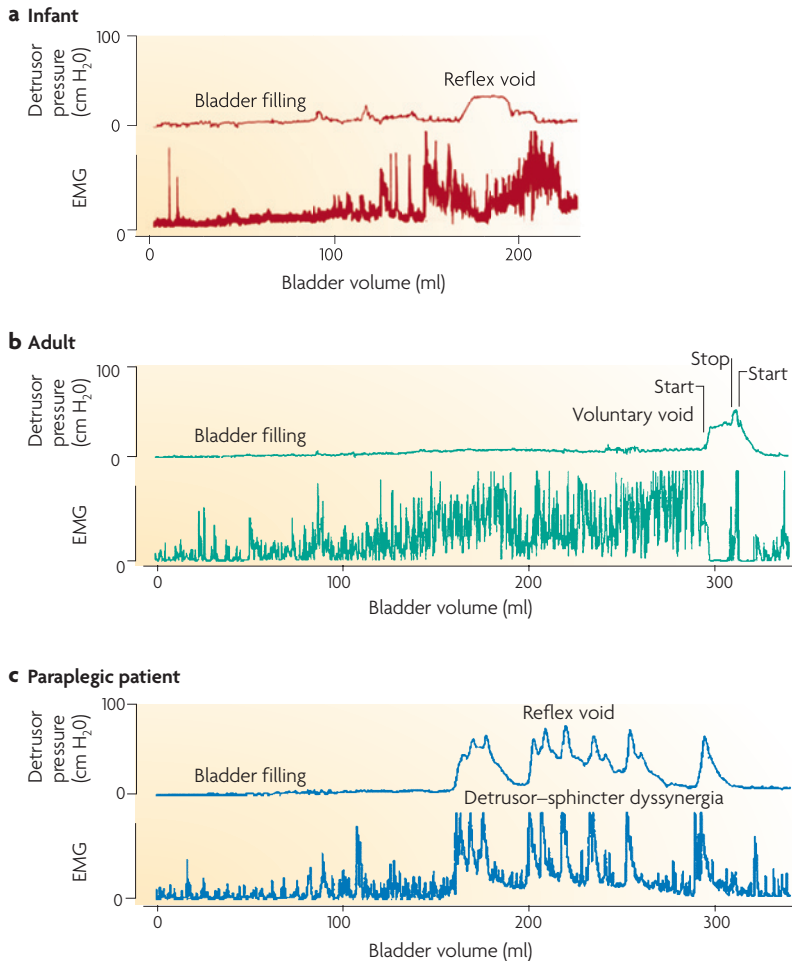 a Infant
100
0
Detrusor
pressure
(cm H20)
Bladder filling
Reflex void
EMG
0
0
100
200
Bladder volume (ml)
b Adult
100
0
Detrusor
pressure
(cm H20)
Bladder filling
Voluntary void
Start
Stop
Start
EMG
0
0
100
200
300
Bladder volume (ml)
c Paraplegic patient
100
0
Detrusor
pressure
(cm H20)
Bladder filling
Reflex void
Detrusor–sphincter dyssynergia
EMG
0
0
100
200
300
Bladder volume (ml)